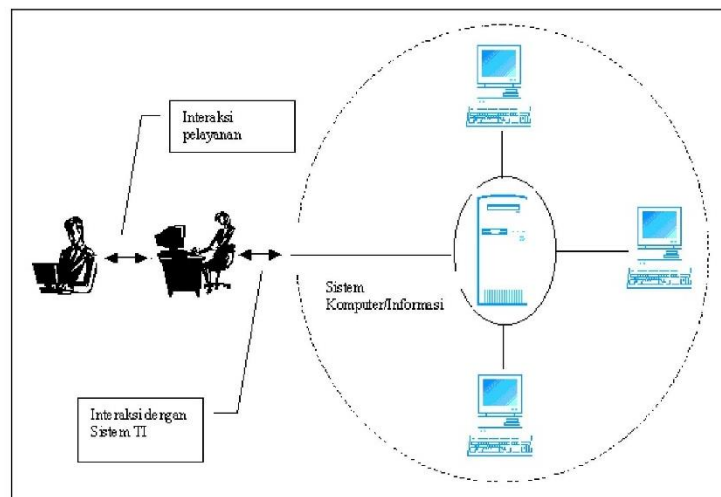 Interaksi
pelayanan
Sistem
Komputer/Informasi
Interaksi dengan
Sistem TI